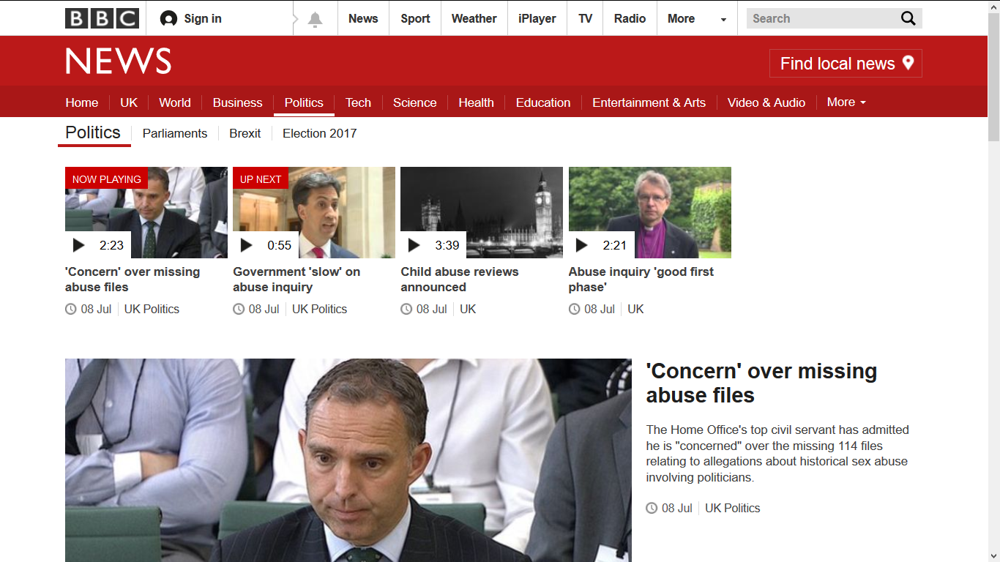 BBC Sign in News Sport Weather iPlayer TV Radio More Search
NEWS Find local news
Home UK World Business Politics Tech Science Health Education Entertainment & Arts Video & Audio More
Politics Parliaments Brexit Election 2017
NOW PLAYING UP NEXT
2:23 0:55 3:39 2:21
'Concern' over missing
abuse files
08 Jul UK Politics
Government 'slow' on
abuse inquiry
08 Jul UK Politics
Child abuse reviews
announced
08 Jul UK
Abuse inquiry 'good first
phase'
08 Jul UK
'Concern' over missing
abuse files
The Home Office's top civil servant has admitted
he is "concerned" over the missing 114 files
relating to allegations about historical sex abuse
involving politicians.
08 Jul UK Politics